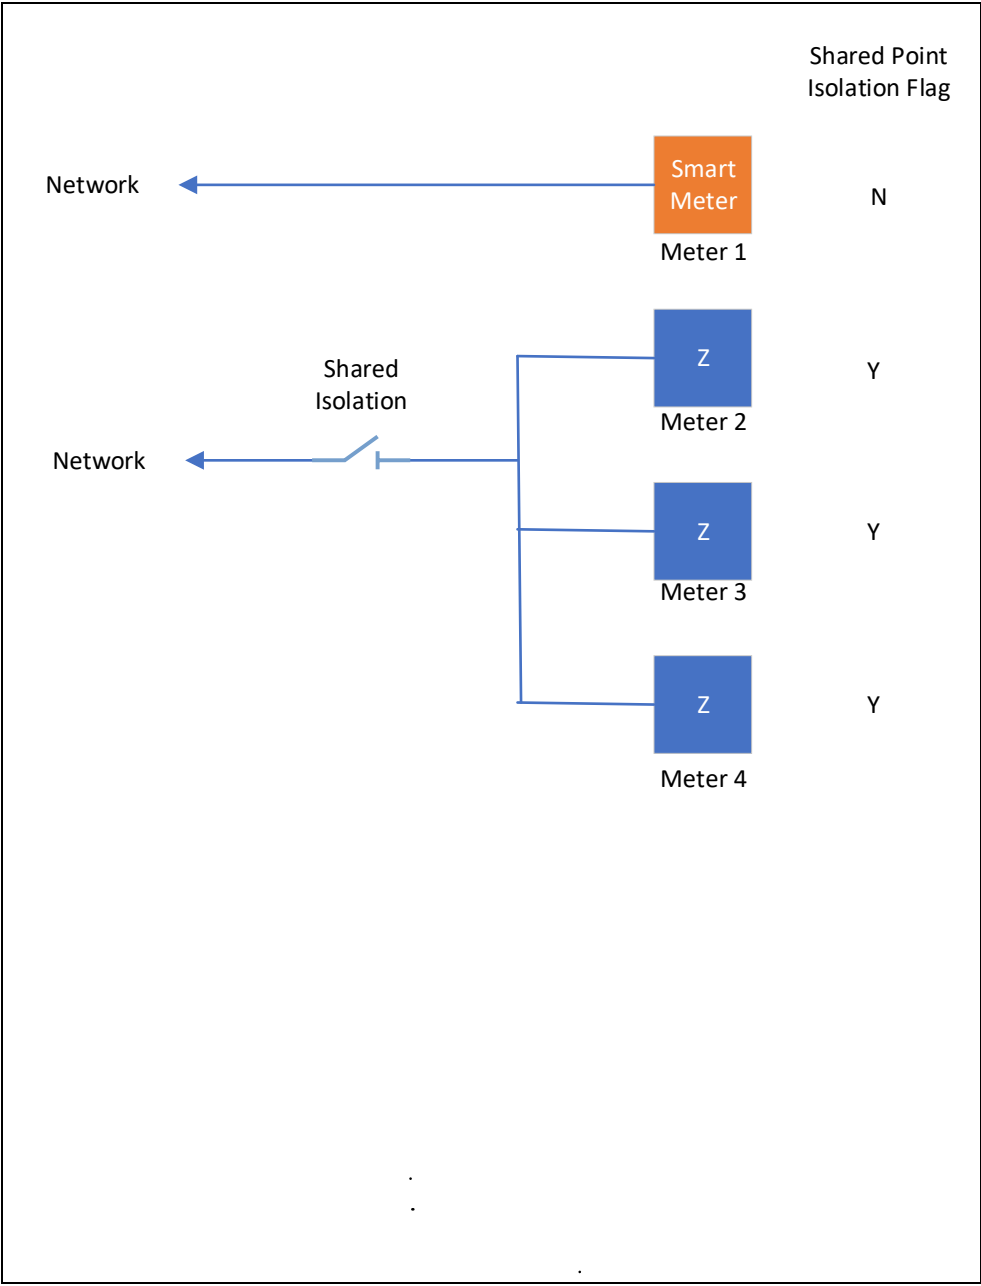 Shared Point
Isolation Flag
Network
Smart
Meter
N
Meter 1
Z
Y
Shared
Isolation
Meter 2
Network
Z
Y
Meter 3
Z
Y
Meter 4
.
.
.